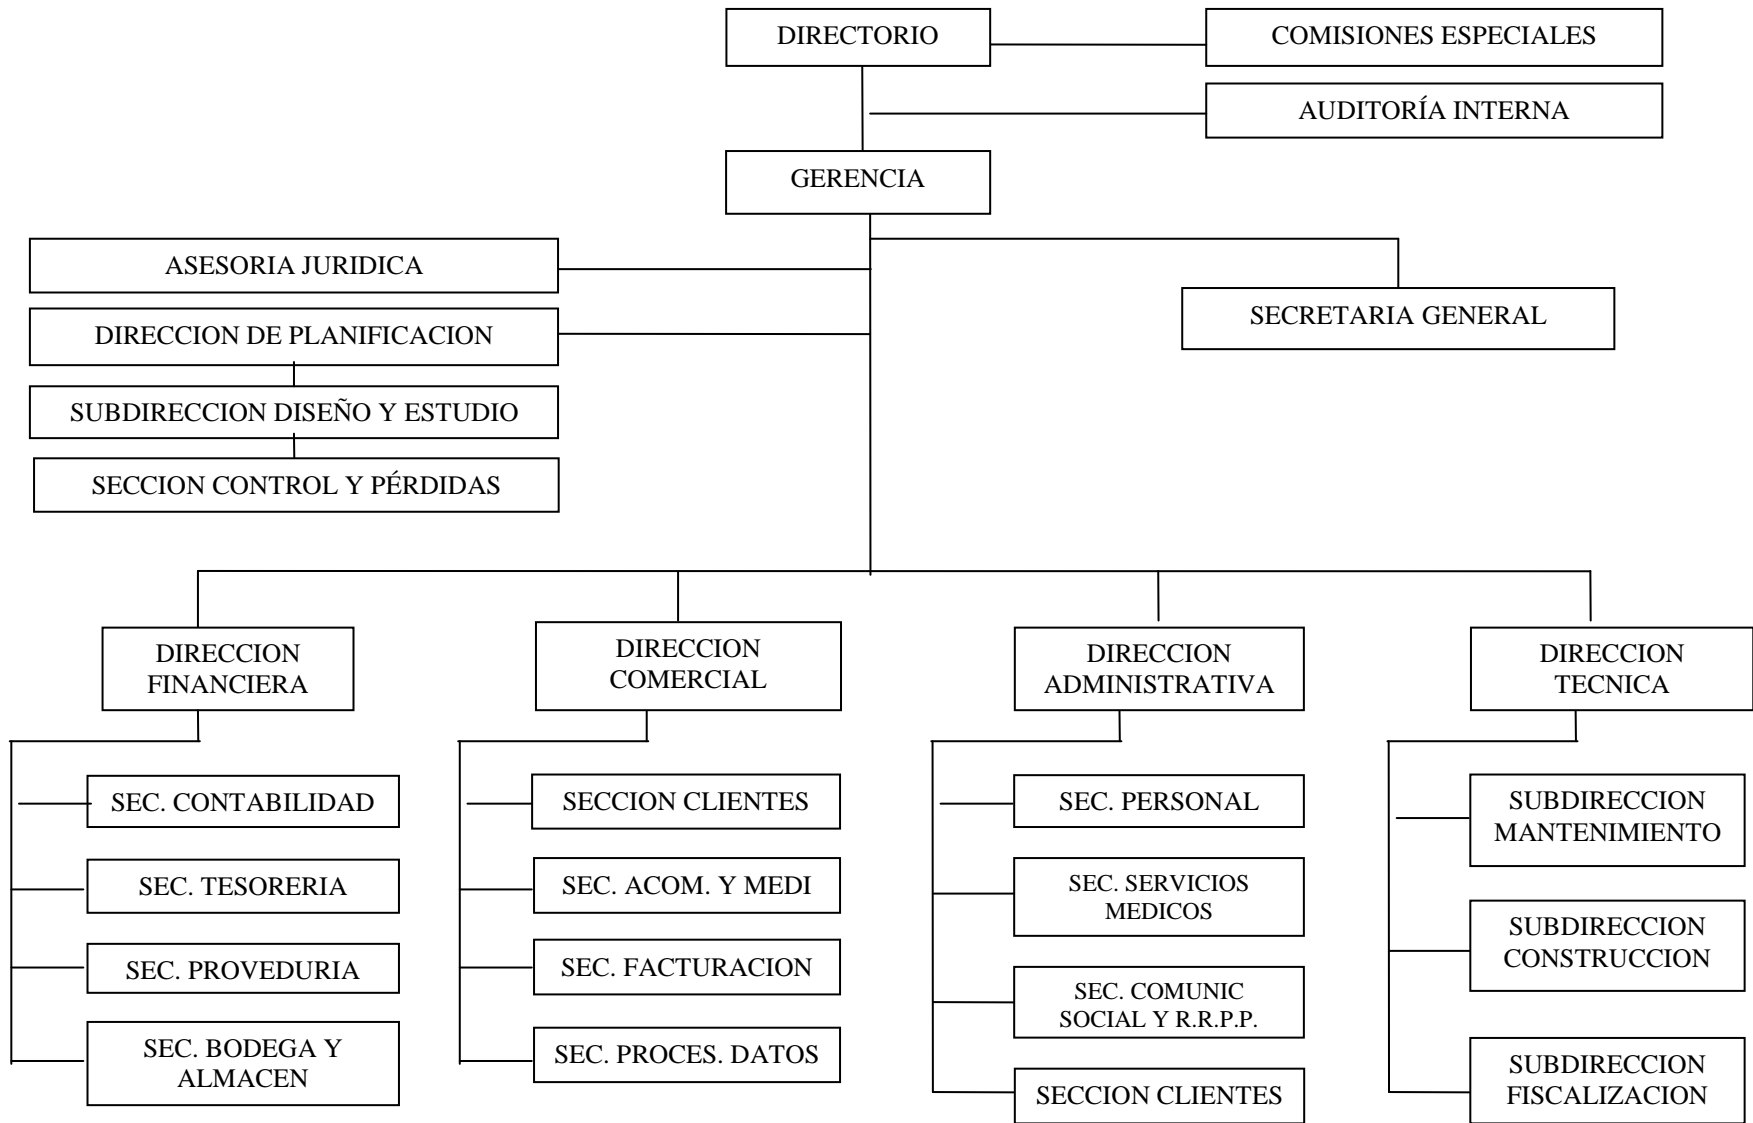 DIRECTORIO
COMISIONES ESPECIALES
AUDITORÍA INTERNA
GERENCIA
ASESORIA JURIDICA
SECRETARIA GENERAL
DIRECCION DE PLANIFICACION
SUBDIRECCION DISEÑO Y ESTUDIO
SECCION CONTROL Y PÉRDIDAS
DIRECCION
FINANCIERA
SEC. CONTABILIDAD
SEC. TESORERIA
SEC. PROVEDURIA
SEC. BODEGA Y
ALMACEN
DIRECCION
COMERCIAL
SECCION CLIENTES
SEC. ACOM. Y MEDI
SEC. FACTURACION
SEC. PROCES. DATOS
DIRECCION
ADMINISTRATIVA
SEC. PERSONAL
SEC. SERVICIOS
MEDICOS
SEC. COMUNIC
SOCIAL Y R.R.P.P.
SECCION CLIENTES
DIRECCION
TECNICA
SUBDIRECCION
MANTENIMIENTO
SUBDIRECCION
CONSTRUCCION
SUBDIRECCION
FISCALIZACION